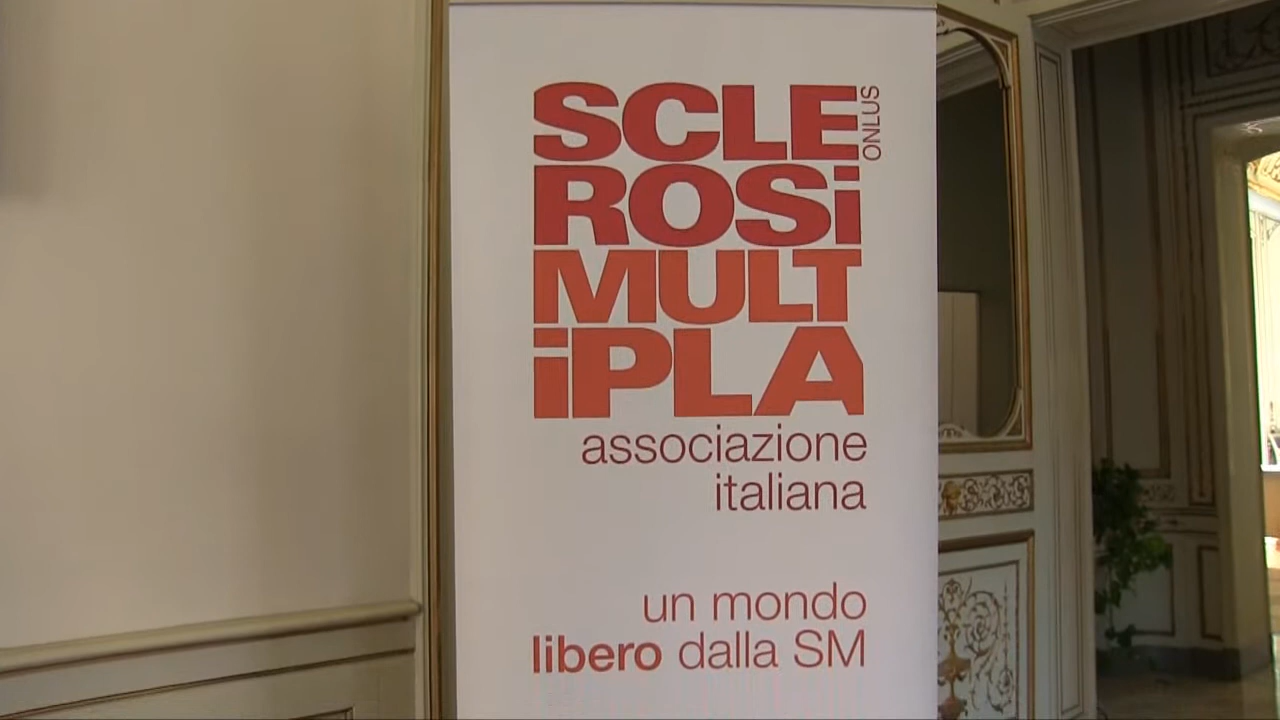 SCLE
ONLUS
ROSi
MULT
iPLA
associazione
italiana
un mondo
libero dalla SM